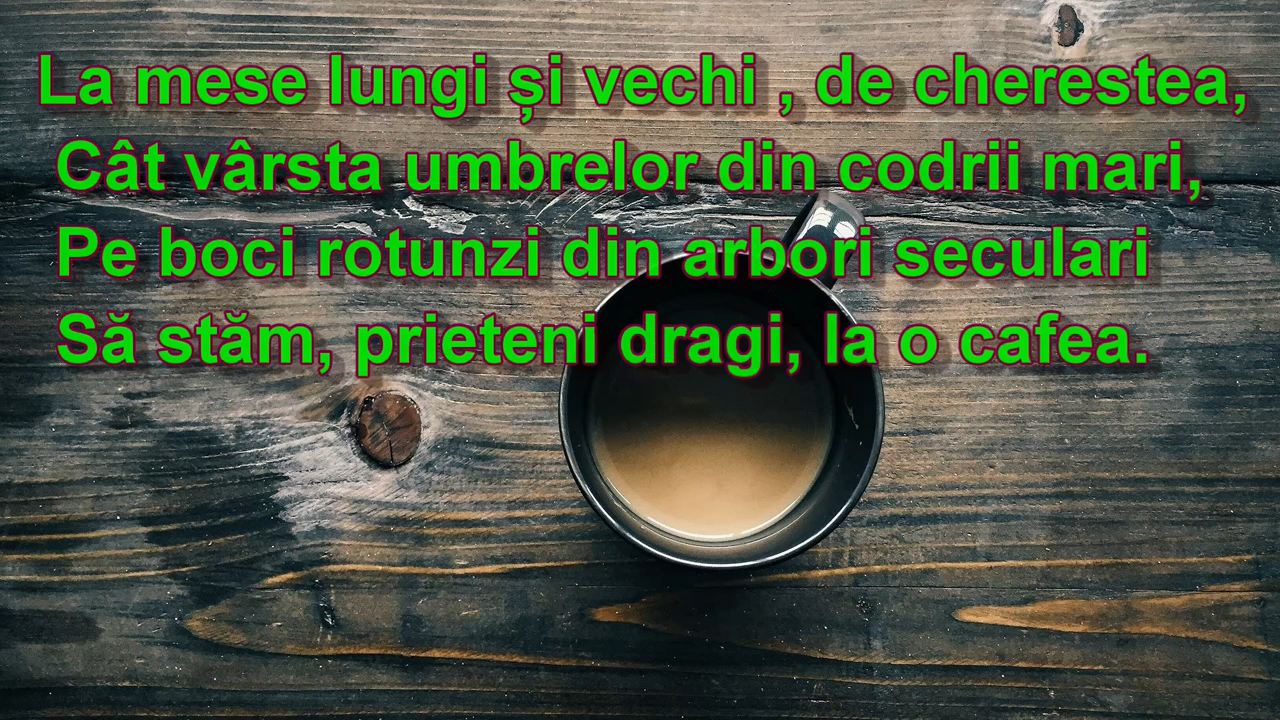 La mese lungi și vechi , de cherestea,
Cât vârsta umbrelor din codrii mari,
Pe boci rotunzi din arbori seculari
Să stăm, prieteni dragi, la o cafea.